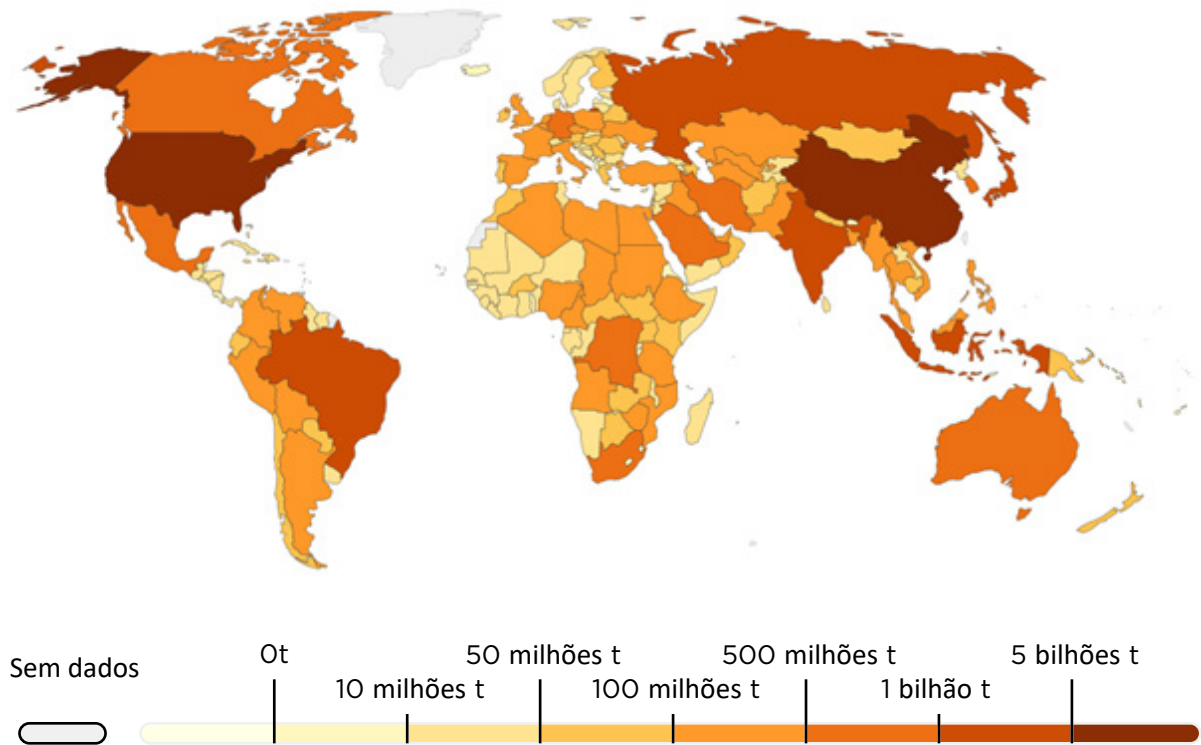 Sem dados
0t
50 milhões t
500 milhões t
5 bilhões t
10 milhões t
100 milhões t
1 bilhão t